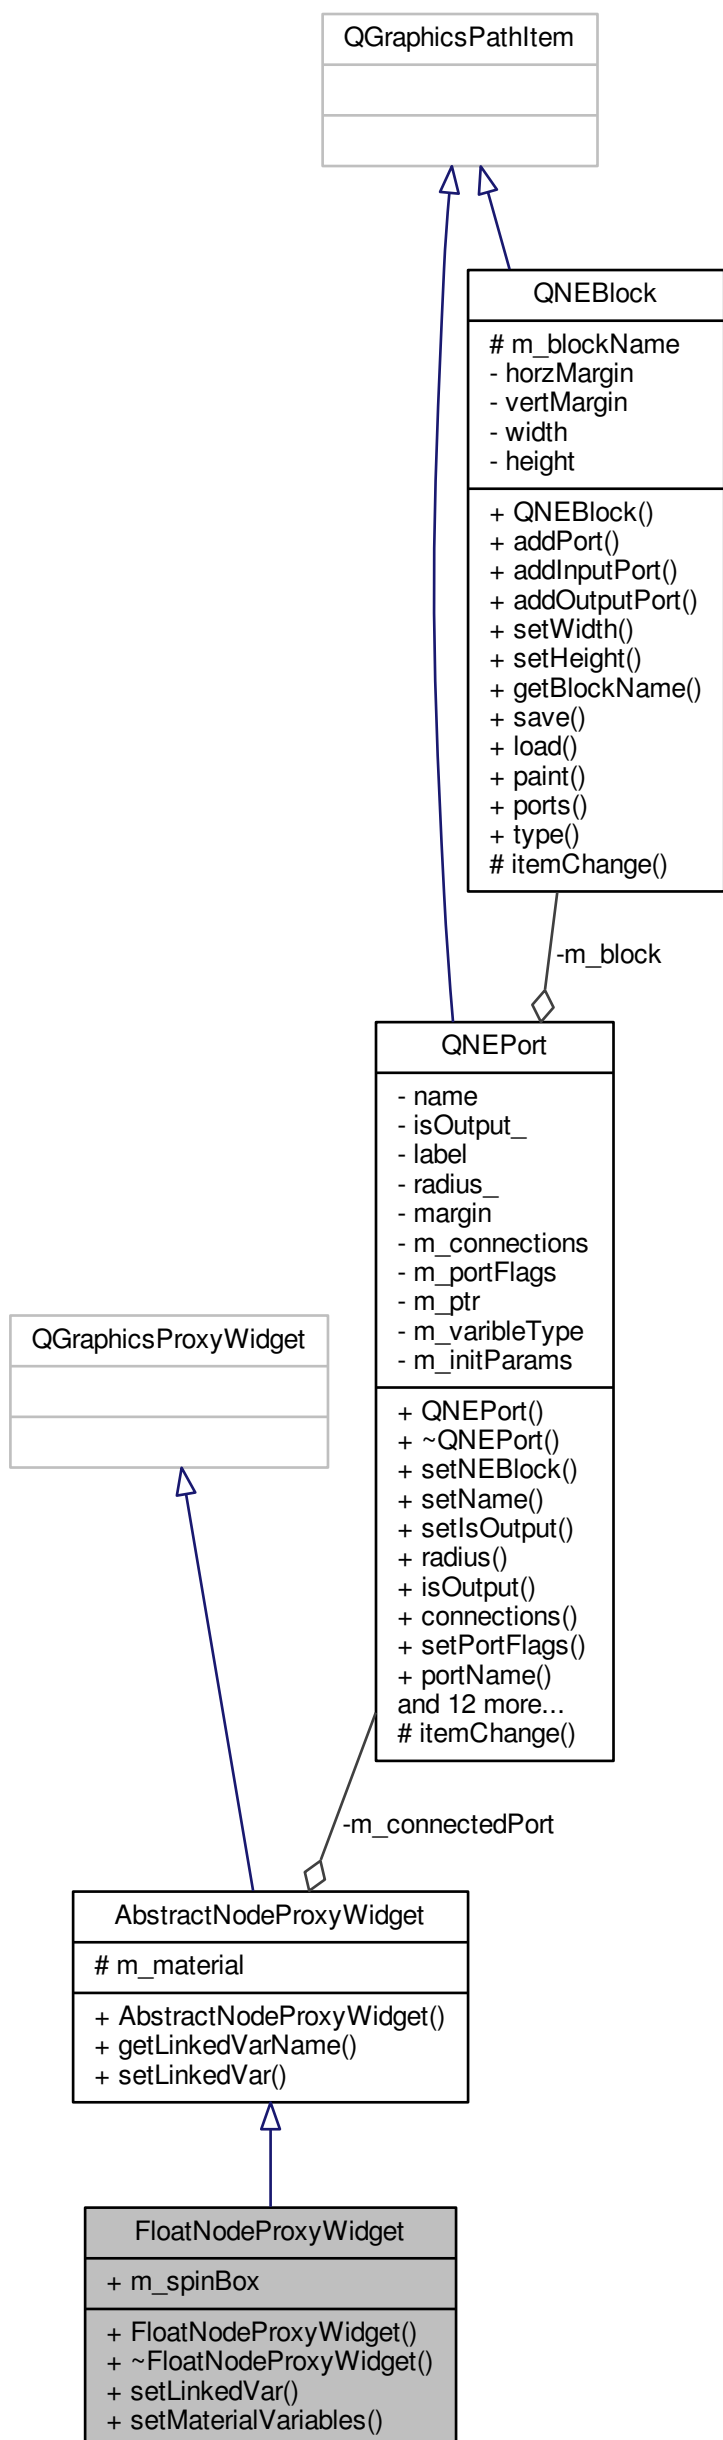 QGraphicsPathItem
QNEBlock
# m_blockName
- horzMargin
- vertMargin
- width
- height
+ QNEBlock()
+ addPort()
+ addInputPort()
+ addOutputPort()
+ setWidth()
+ setHeight()
+ getBlockName()
+ save()
+ load()
+ paint()
+ ports()
+ type()
# itemChange()
-m_block
QNEPort
- name
- isOutput_
- label
- radius_
- margin
- m_connections
- m_portFlags
- m_ptr
- m_varibleType
- m_initParams
+ QNEPort()
+ ~QNEPort()
+ setNEBlock()
+ setName()
+ setIsOutput()
+ radius()
+ isOutput()
+ connections()
+ setPortFlags()
+ portName()
and 12 more...
# itemChange()
QGraphicsProxyWidget
-m_connectedPort
AbstractNodeProxyWidget
# m_material
+ AbstractNodeProxyWidget()
+ getLinkedVarName()
+ setLinkedVar()
FloatNodeProxyWidget
+ m_spinBox
+ FloatNodeProxyWidget()
+ ~FloatNodeProxyWidget()
+ setLinkedVar()
+ setMaterialVariables()